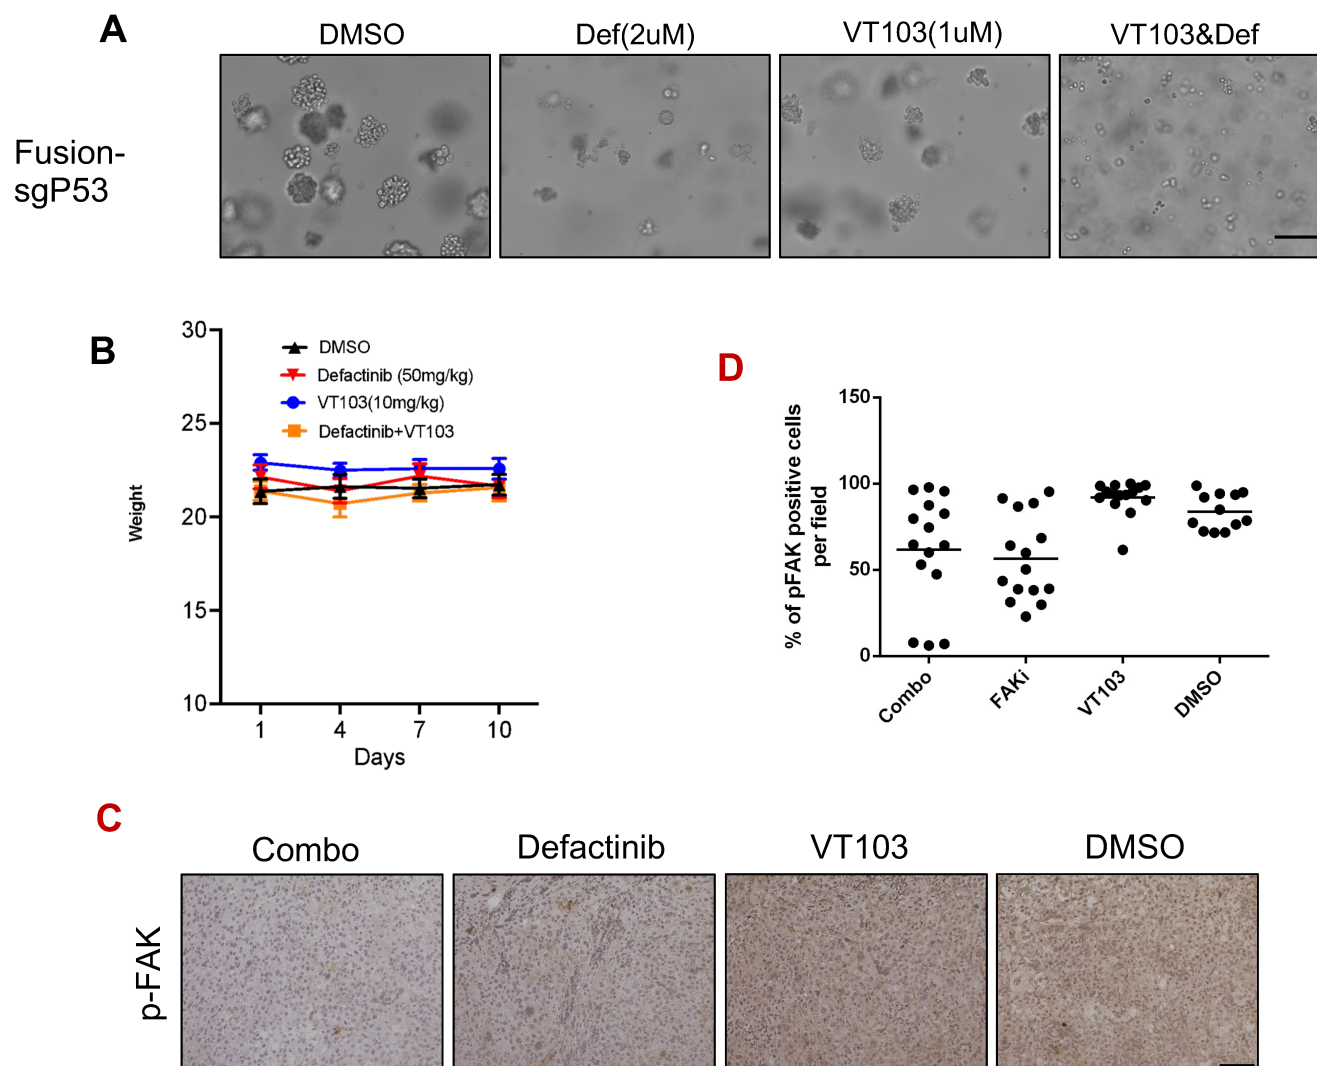 A
DMSO
Def(2uM)
VT103(1uM)
VT103&Def
Fusion-
sgP53
B
30
25
20
15
10
Weight
DMSO
Defactinib (50mg/kg)
VT103(10mg/kg)
Defactinib+VT103
1
4
7
10
Days
D
150
100
50
0
% of pFAK positive cells
per field
Combo
FAKi
VT103
DMSO
C
Combo
Defactinib
VT103
DMSO
p-FAK